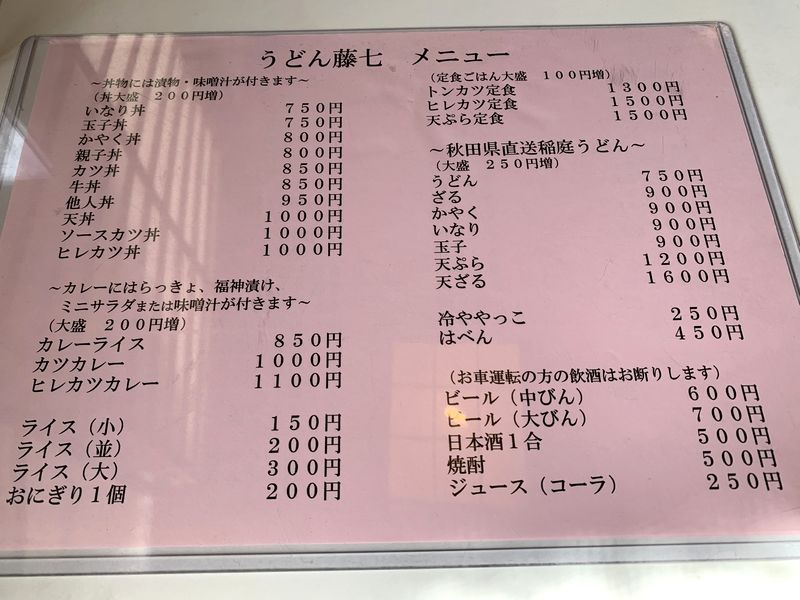 うどん藤七　メニュー
～丼物には漬物・味噌汁が付きます～
（丼大盛　２００円増）
いなり丼　７５０円
玉子丼　７５０円
かやく丼　８００円
親子丼　８００円
カツ丼　８５０円
牛丼　８５０円
他人丼　９５０円
天丼　１０００円
ソースカツ丼　１０００円
ヒレカツ丼　１０００円
～カレーにはらっきょ、福神漬け、
ミニサラダまたは味噌汁が付きます～
（大盛　２００円増）
カレーライス　８５０円
カツカレー　１０００円
ヒレカツカレー　１１００円
ライス（小）　１５０円
ライス（並）　２００円
ライス（大）　３００円
おにぎり１個　２００円
（定食ごはん大盛　１００円増）
トンカツ定食　１３００円
ヒレカツ定食　１５００円
天ぷら定食　１５００円
～秋田県直送稲庭うどん～
（大盛　２５０円増）
うどん　７５０円
ざる　９００円
かやく　９００円
いなり　９００円
玉子　９００円
天ぷら　１２００円
天ざる　１６００円
冷ややっこ　２５０円
はべん　４５０円
（お車運転の方の飲酒はお断りします）
ビール（中びん）　６００円
ビール（大びん）　７００円
日本酒１合　５００円
焼酎　５００円
ジュース（コーラ）　２５０円